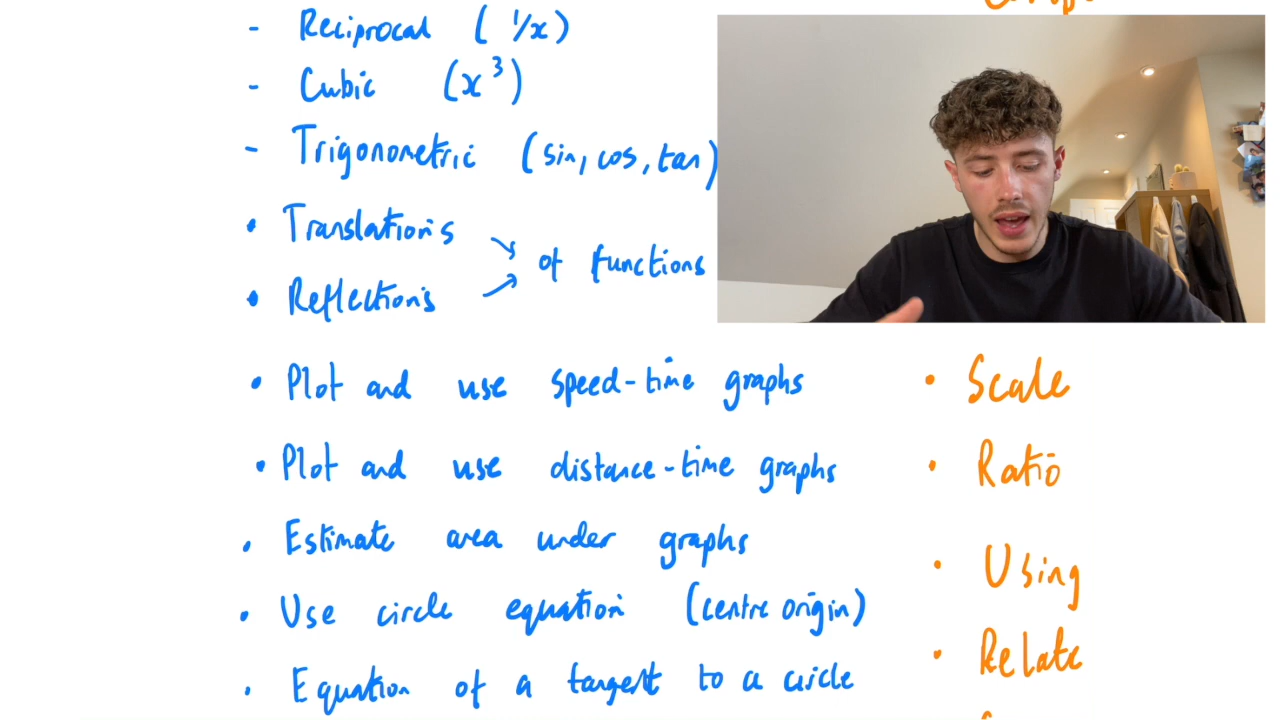 - Reciprocal (1/x)
- Cubic (x³)
- Trigonometric (sin, cos, tan)
• Translations
of functions
• Reflections
• Plot and use speed-time graphs
• Plot and use distance-time graphs
• Estimate area under graphs
• Use circle equation (centre origin)
• Equation of a tangent to a circle
• Scale
• Ratio
• Using
• Relate